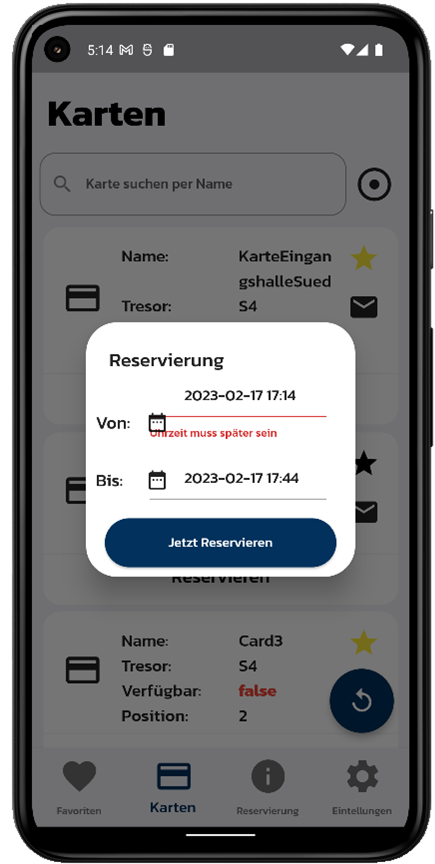 5:14
Karten
Karte suchen per Name
Name: KarteEingan
gshalleSued
Tresor: S4
Reservierung
2023-02-17 17:14
Von:
Uhrzeit muss später sein
Bis: 2023-02-17 17:44
Jetzt Reservieren
Reservieren
Name: Card3
Tresor: S4
Verfügbar: false
Position: 2
Favoriten Karten Reservierung Einstellungen